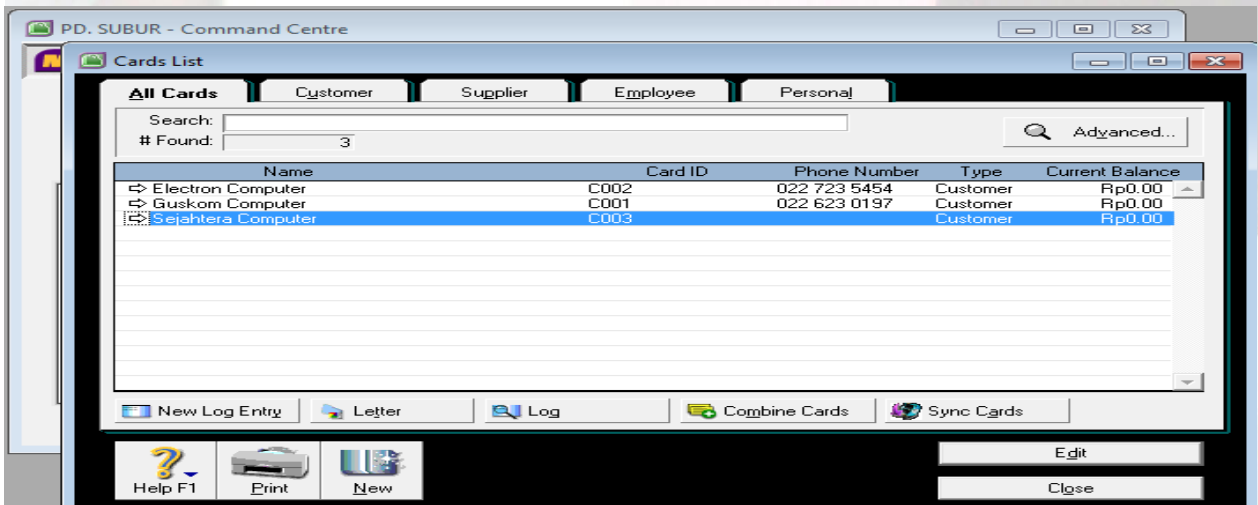 PD. SUBUR - Command Centre
Cards List
All Cards Customer Supplier Employee Personal
Search:
Advanced...
# Found: 3
Name Card ID Phone Number Type Current Balance
Electron Computer C002 022 723 5454 Customer Rp0.00
Guskom Computer C001 022 623 0197 Customer Rp0.00
Sejahtera Computer C003 Customer Rp0.00
New Log Entry Letter Log Combine Cards Sync Cards
Edit
Help F1 Print New Close